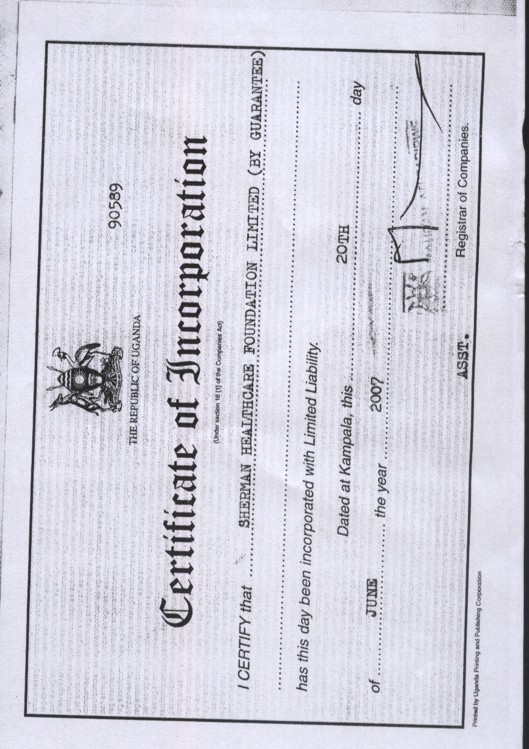 90589
THE REPUBLIC OF UGANDA
Certificate of Incorporation
(Under section 16 (1) of the Companies Act)
I CERTIFY that SHERMAN HEALTHCARE FOUNDATION LIMITED (BY GUARANTEE)
has this day been incorporated with Limited Liability.
Dated at Kampala, this 20TH day
of JUNE the year 2007
ASST. Registrar of Companies.
Printed by Uganda Printing and Publishing Corporation